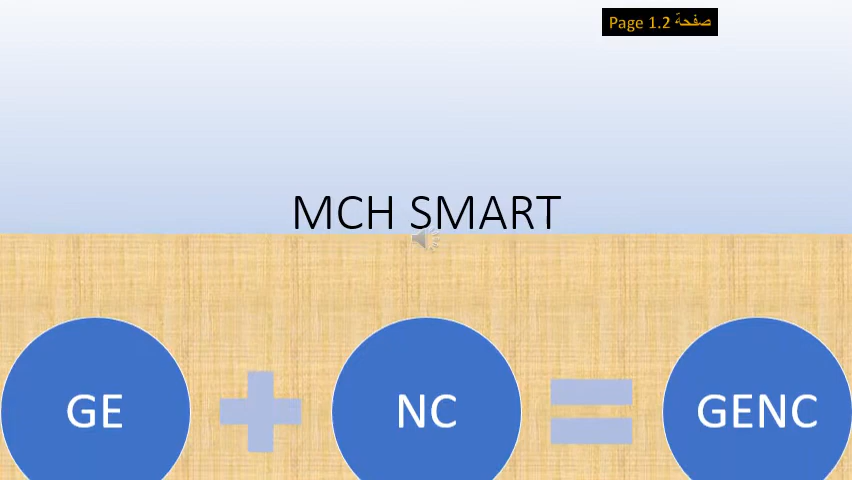 Page 1.2 صفحة
MCH SMART
GE + NC = GENC